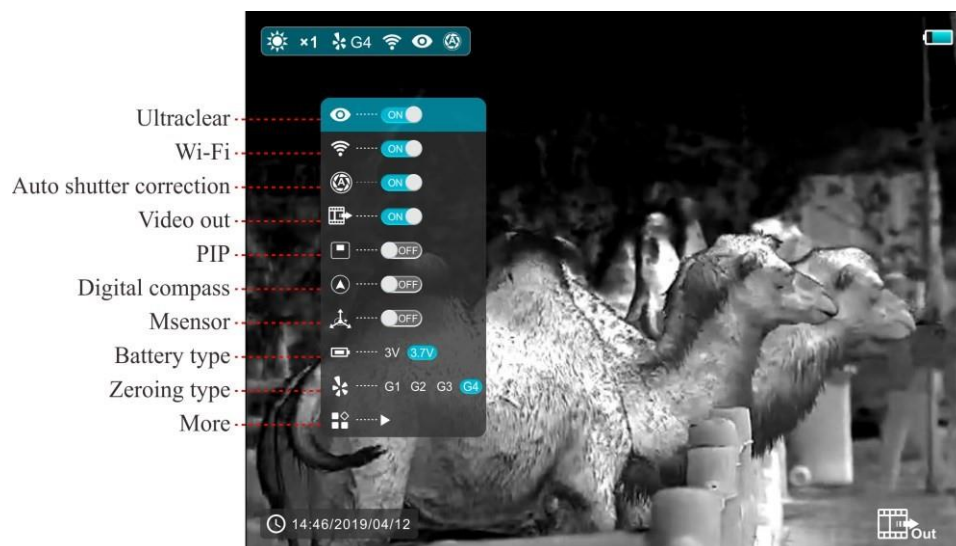 ×1 G4
Ultraclear ON
Wi-Fi ON
Auto shutter correction ON
Video out ON
PIP OFF
Digital compass OFF
Msensor OFF
Battery type 3V 3.7V
Zeroing type G1 G2 G3 G4
More
14:46/2019/04/12
Out